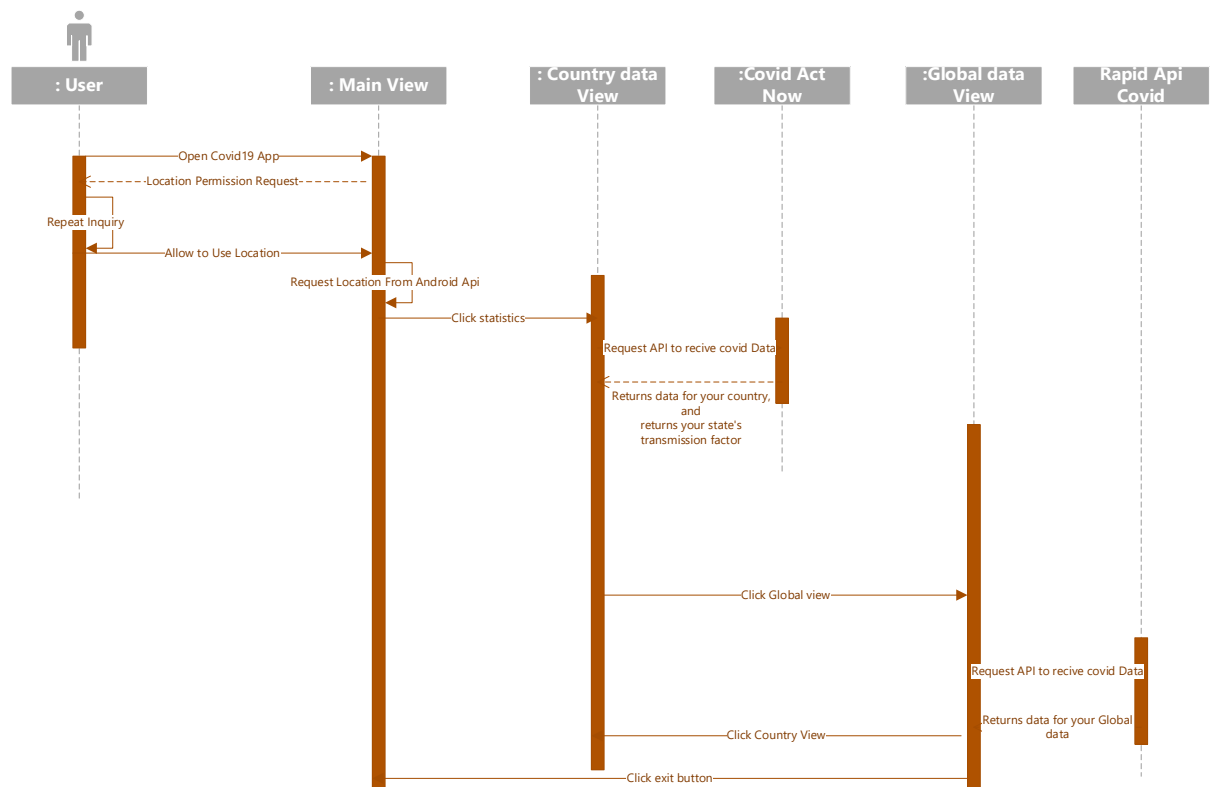 : User
: Main View
: Country data
View
:Covid Act
Now
:Global data
View
Rapid Api
Covid
Open Covid19 App
Location Permission Request
Repeat Inquiry
Allow to Use Location
Request Location From Android Api
Click statistics
Request API to recive covid Data
Returns data for your country,
and
returns your state's
transmission factor
Click Global view
Request API to recive covid Data
Returns data for your Global
data
Click Country View
Click exit button